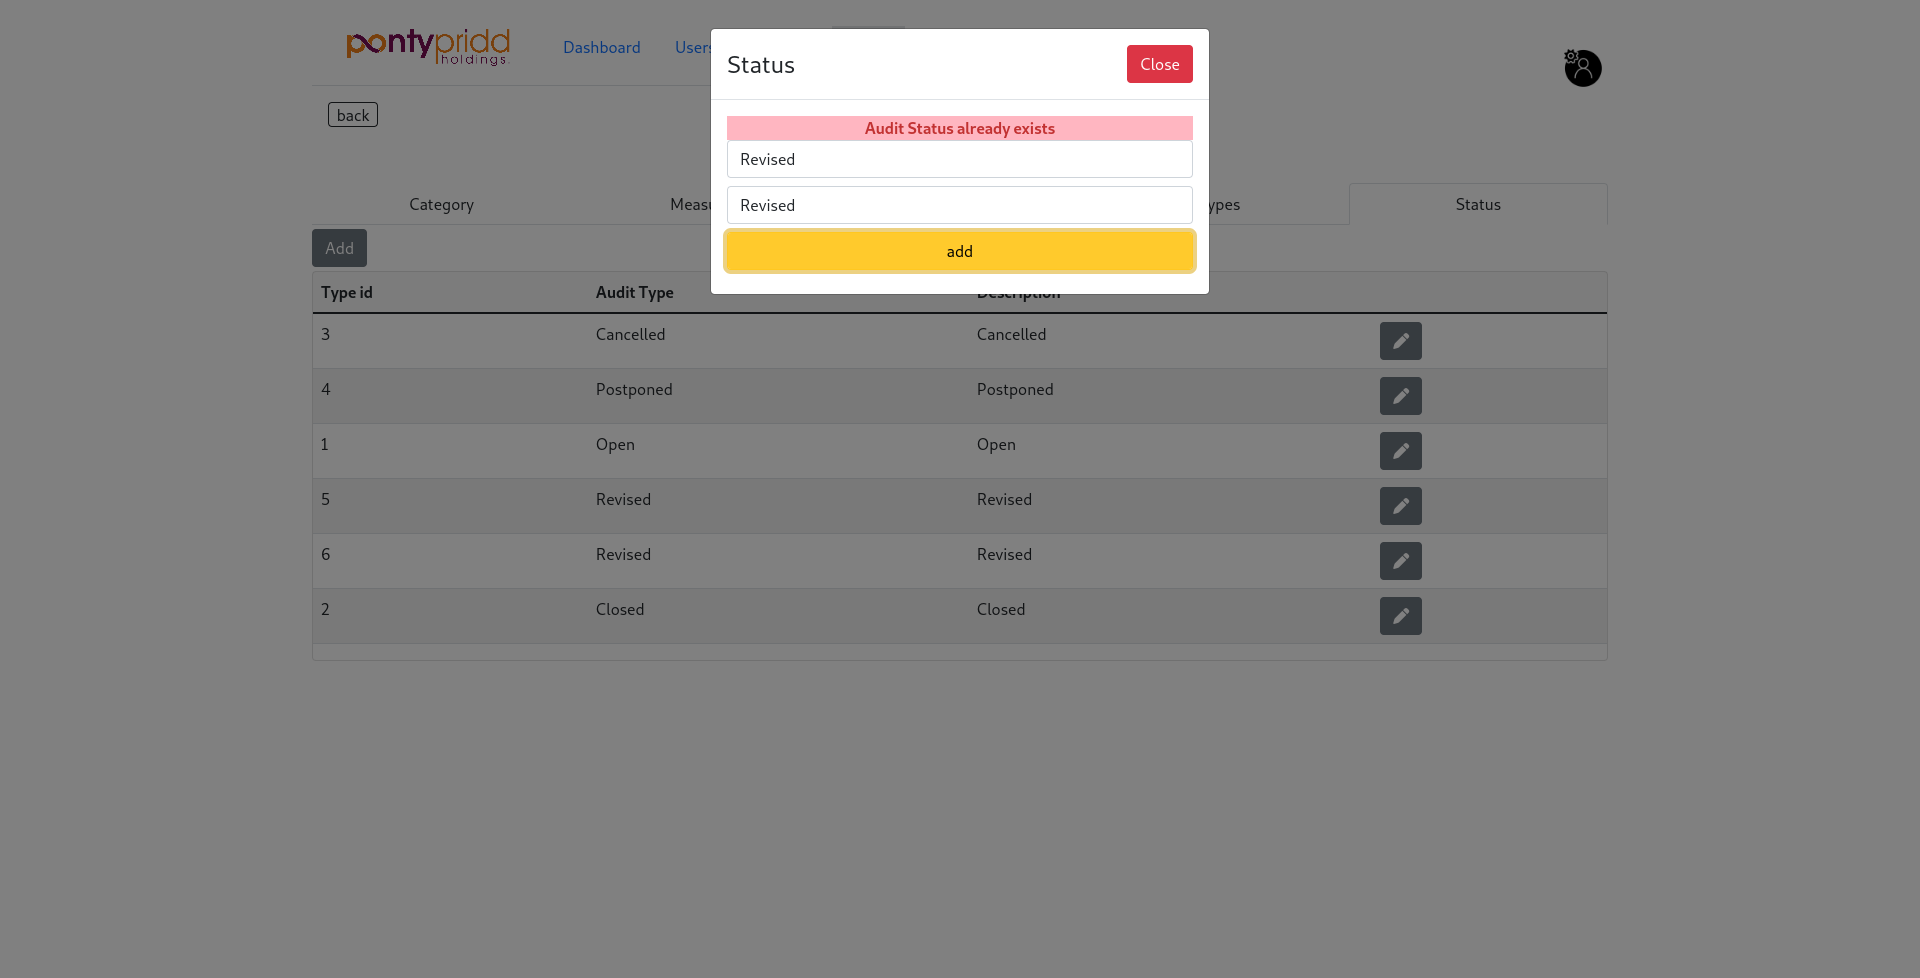 pontypridd
holdings
Dashboard Users
Status Close
back
Audit Status already exists
Revised
Revised
add
Category Measu ypes Status
Add
Type id Audit Type Description
3 Cancelled Cancelled
4 Postponed Postponed
1 Open Open
5 Revised Revised
6 Revised Revised
2 Closed Closed